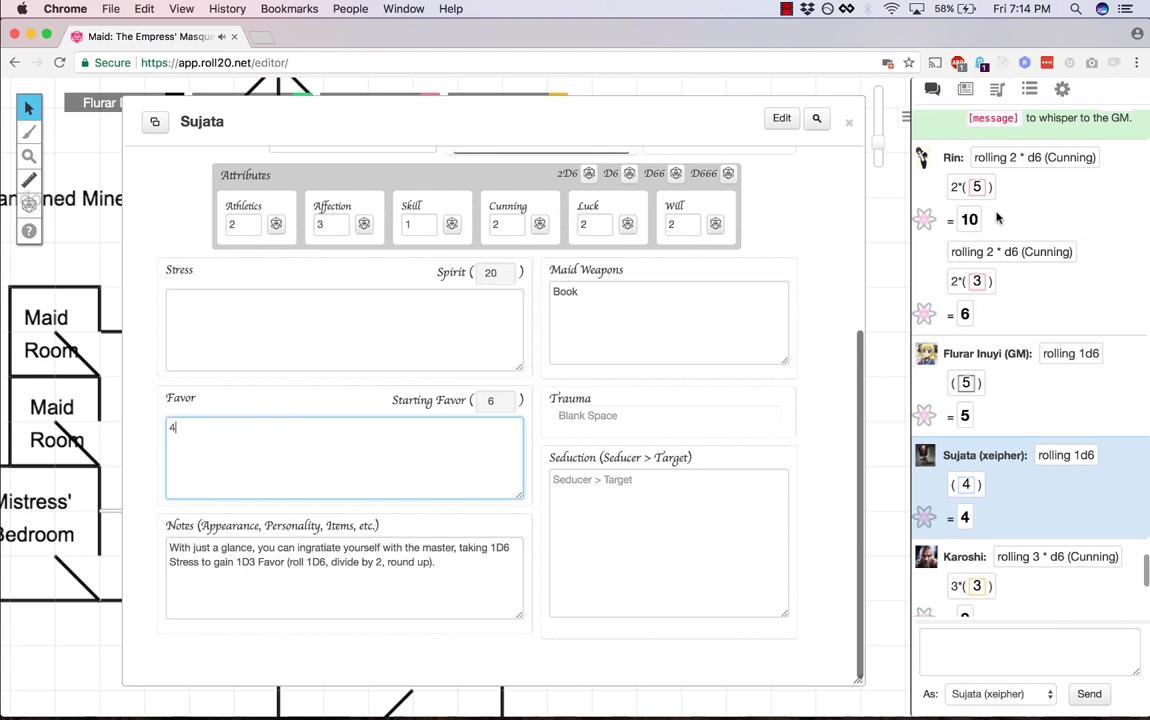 Chrome File Edit View History Bookmarks People Window Help 58% Fri 7:14 PM
Maid: The Empress' Masque
Secure https://app.roll20.net/editor/
Flurar I
Sujata Edit
[message] to whisper to the GM.
Attributes 2D6 D6 D66 D666
Athletics Affection Skill Cunning Luck Will
2 3 1 2 2 2
Stress Spirit ( 20 )
Maid Weapons
Book
Favor Starting Favor ( 6 )
4
Trauma
Blank Space
Seduction (Seducer > Target)
Seducer > Target
Notes (Appearance, Personality, Items, etc.)
With just a glance, you can ingratiate yourself with the master, taking 1D6
Stress to gain 1D3 Favor (roll 1D6, divide by 2, round up).
Maid
Room
Maid
Room
Mistress'
Bedroom
Rin: rolling 2 * d6 (Cunning)
2*( 5 )
= 10
rolling 2 * d6 (Cunning)
2*( 3 )
= 6
Flurar Inuyi (GM): rolling 1d6
( 5 )
= 5
Sujata (xeipher): rolling 1d6
( 4 )
= 4
Karoshi: rolling 3 * d6 (Cunning)
3*( 3 )
As: Sujata (xeipher) Send